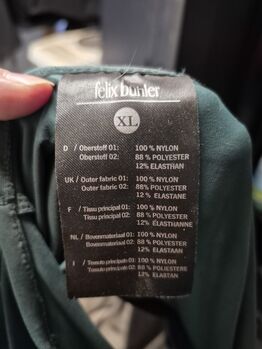 felix bühler
XL
D / Oberstoff 01: 100 % NYLON
Oberstoff 02: 88 % POLYESTER
12% ELASTAN
UK / Outer fabric 01: 100 % NYLON
Outer fabric 02: 88% POLYESTER
12 % ELASTANE
F / Tissu principal 01: 100 % NYLON
Tissu principal 02: 88 % POLYESTER
12% ÉLASTHANNE
NL / Bovenmateriaal 01: 100 % NYLON
Bovenmateriaal 02: 88 % POLYESTER
12% ELASTAAN
I / Tessuto principale 01: 100 % NYLON
Tessuto principale 02: 88 % POLIESTERE
12 % ELASTAN